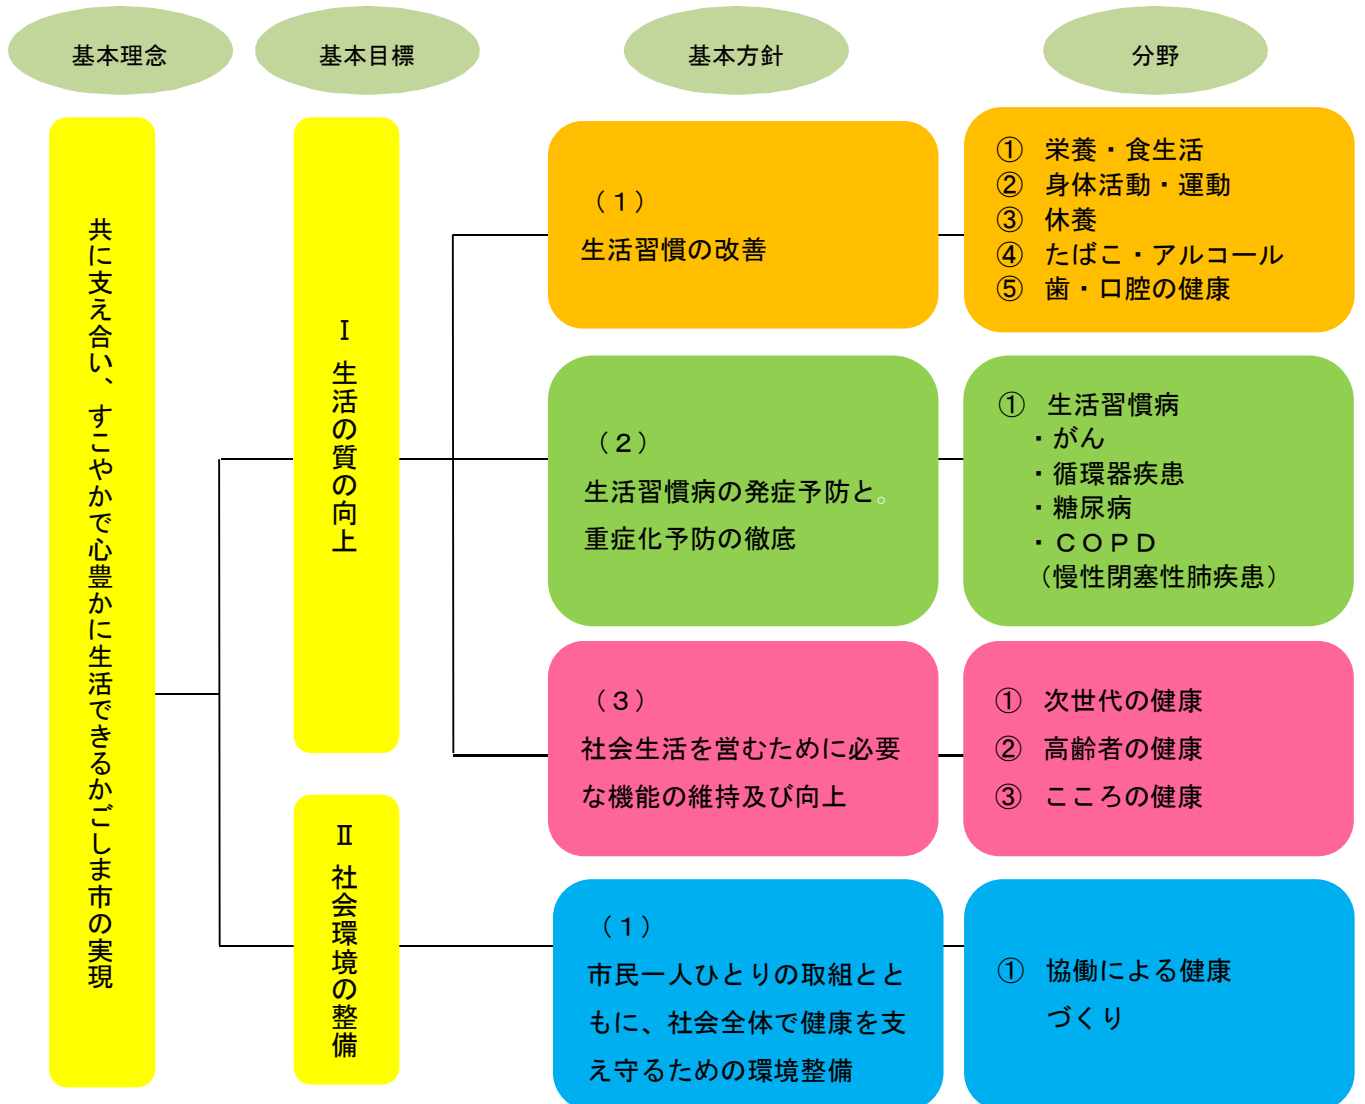 基本理念
基本目標
基本方針
分野
共に支え合い、すこやかで心豊かに生活できるかごしま市の実現
Ⅰ 生活の質の向上
（１）
生活習慣の改善
① 栄養・食生活
② 身体活動・運動
③ 休養
④ たばこ・アルコール
⑤ 歯・口腔の健康
（２）
生活習慣病の発症予防と。
重症化予防の徹底
① 生活習慣病
・がん
・循環器疾患
・糖尿病
・ＣＯＰＤ
（慢性閉塞性肺疾患）
（３）
社会生活を営むために必要
な機能の維持及び向上
① 次世代の健康
② 高齢者の健康
③ こころの健康
Ⅱ 社会環境の整備
（１）
市民一人ひとりの取組とと
もに、社会全体で健康を支
え守るための環境整備
① 協働による健康
づくり